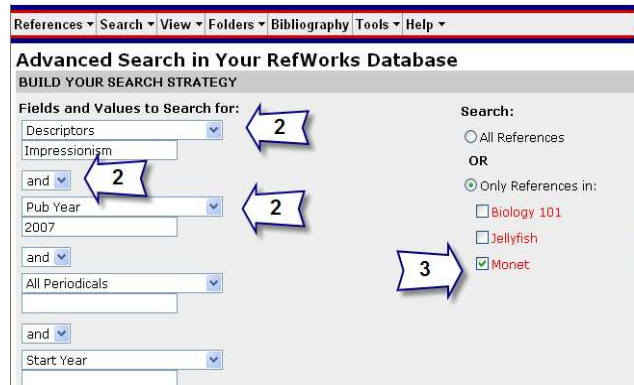 References Search View Folders Bibliography Tools Help
Advanced Search in Your RefWorks Database
BUILD YOUR SEARCH STRATEGY
Fields and Values to Search for:
Descriptors
2
Impressionism
and
2
Pub Year
2
2007
and
All Periodicals
and
Start Year
Search:
All References
OR
Only References in:
Biology 101
Jellyfish
3
Monet